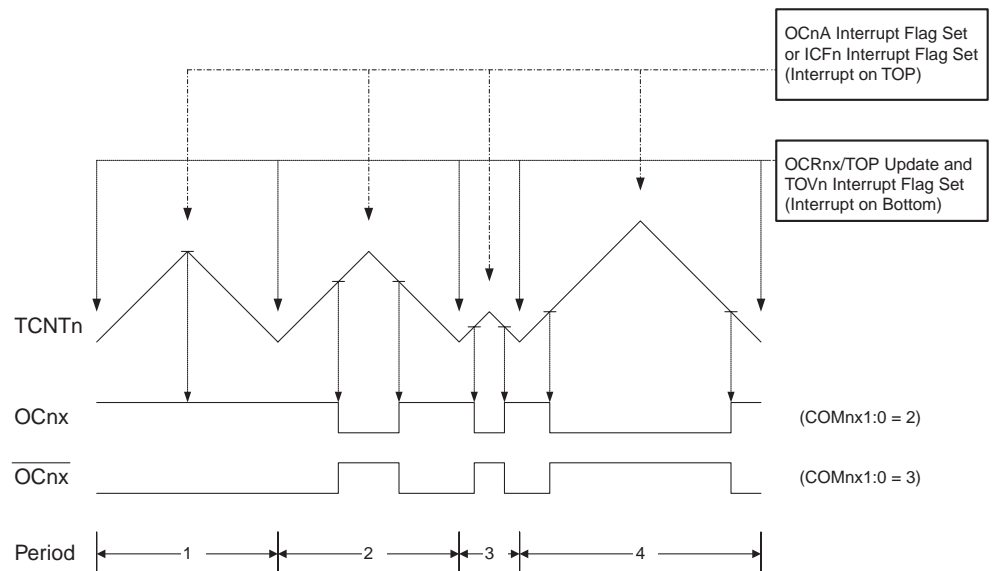 OCnA Interrupt Flag Set
or ICFn Interrupt Flag Set
(Interrupt on TOP)
OCRnx/TOP Update and
TOVn Interrupt Flag Set
(Interrupt on Bottom)
TCNTn
OCnx
(COMnx1:0 = 2)
OCnx
(COMnx1:0 = 3)
Period
1
2
3
4